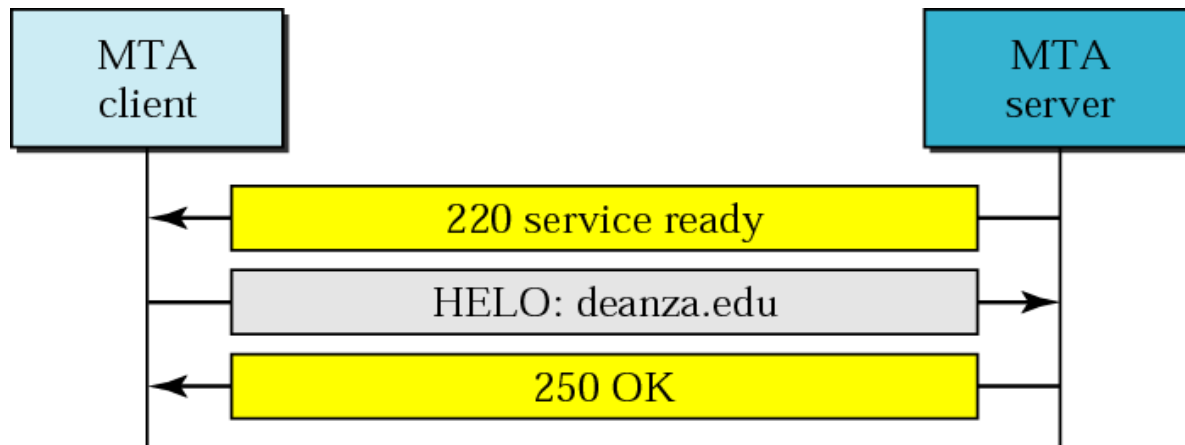 MTA
client
MTA
server
220 service ready
HELO: deanza.edu
250 OK